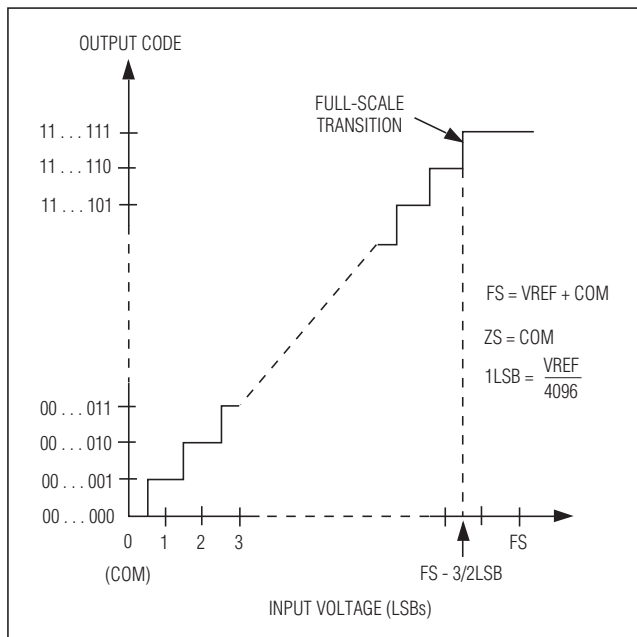 OUTPUT CODE
FULL-SCALE
TRANSITION
11 . . . 111
11 . . . 110
11 . . . 101
FS = VREF + COM
ZS = COM
1LSB = VREF
4096
00 . . . 011
00 . . . 010
00 . . . 001
00 . . . 000
0 1 2 3 FS
(COM) FS - 3/2LSB
INPUT VOLTAGE (LSBs)